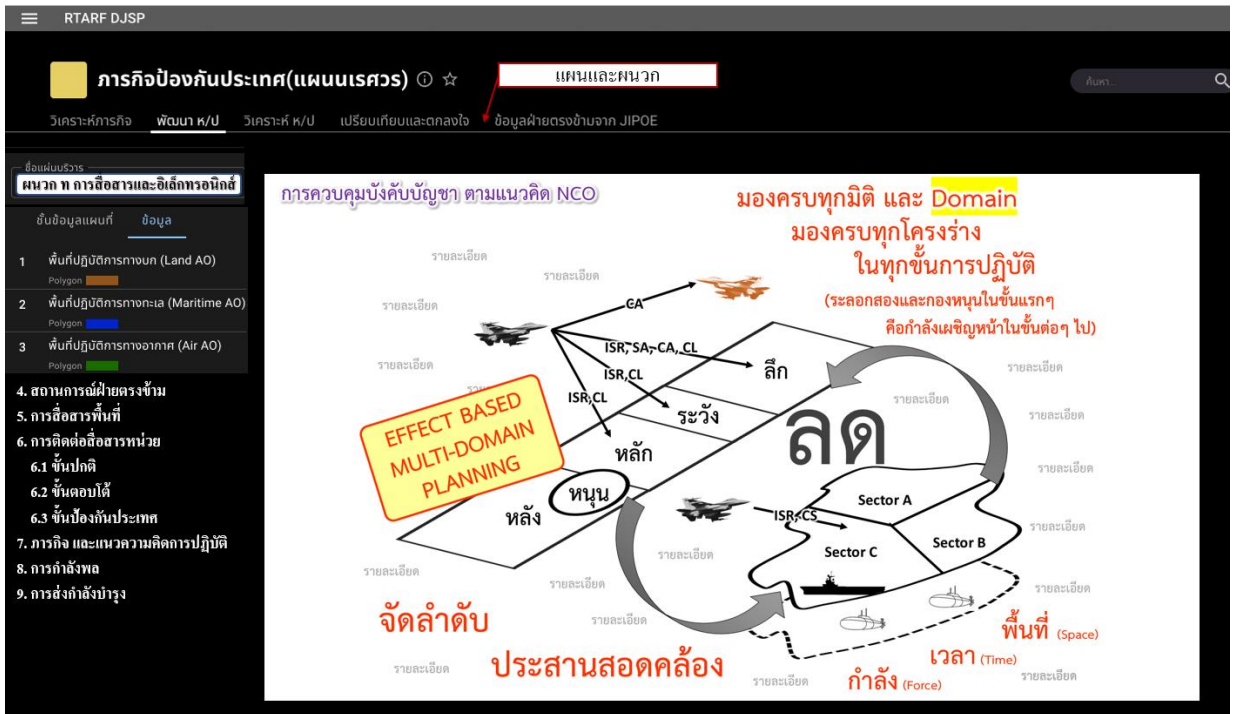 RTARF DJSP
ภารกิจป้องกันประเทศ(แผนนเรศวร)
แผนและผนวก
ค้นหา...
วิเคราะห์ภารกิจ พัฒนา ห/ป วิเคราะห์ ห/ป เปรียบเทียบและตกลงใจ ข้อมูลฝ่ายตรงข้ามจาก JIPOE
ชื่อแผ่นบริวาร
ผนวก ท การสื่อสารและอิเล็กทรอนิกส์
ชั้นข้อมูลแผนที่ ข้อมูล
1 พื้นที่ปฏิบัติการทางบก (Land AO)
Polygon
2 พื้นที่ปฏิบัติการทางทะเล (Maritime AO)
Polygon
3 พื้นที่ปฏิบัติการทางอากาศ (Air AO)
Polygon
4. สถานการณ์ฝ่ายตรงข้าม
5. การสื่อสารพื้นที่
6. การติดต่อสื่อสารหน่วย
6.1 ขั้นปกติ
6.2 ขั้นตอบโต้
6.3 ขั้นป้องกันประเทศ
7. ภารกิจ และแนวความคิดการปฏิบัติ
8. การกำลังพล
9. การส่งกำลังบำรุง
การควบคุมบังคับบัญชา ตามแนวคิด NCO
มองครบทุกมิติ และ Domain
มองครบทุกโครงร่าง
ในทุกขั้นการปฏิบัติ
(ระลอกสองและกองหนุนในขั้นแรกๆ
คือกำลังเผชิญหน้าในขั้นต่อๆ ไป)
รายละเอียด
รายละเอียด
รายละเอียด
CA
ISR, SA, CA, CL
รายละเอียด
ISR,CL
ลึก
รายละเอียด
ISR,CL
รายละเอียด
รายละเอียด
EFFECT BASED
MULTI-DOMAIN
PLANNING
ระวัง
ลด
หลัก
รายละเอียด
หนุน
Sector A
หลัง
ISR,CS
รายละเอียด
Sector B
Sector C
รายละเอียด
รายละเอียด
รายละเอียด
รายละเอียด
จัดลำดับ
รายละเอียด
พื้นที่ (Space)
เวลา (Time)
ประสานสอดคล้อง
รายละเอียด
รายละเอียด
กำลัง (Force)
รายละเอียด